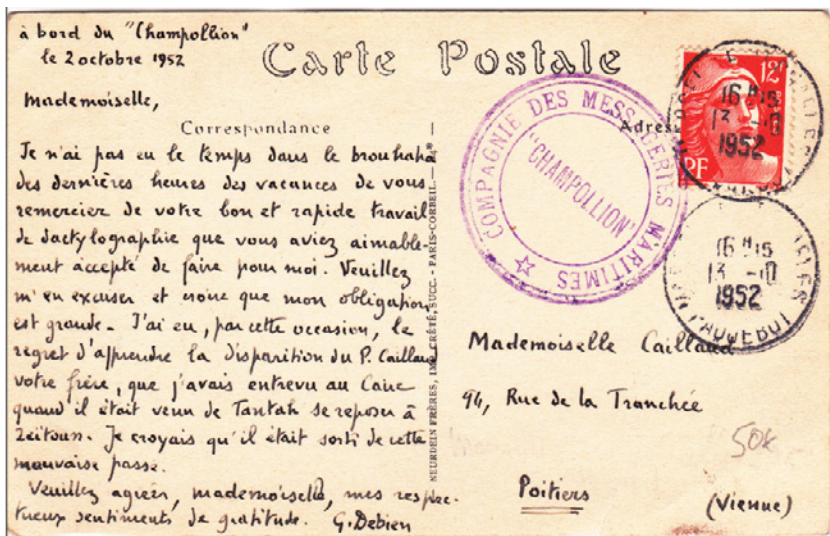 à bord du "Champollion"
le 2 octobre 1952
Carte Postale
Mademoiselle,
Correspondance
Je n'ai pas eu le temps dans le brouhaha
des dernières heures des vacances de vous
remercier de votre bon et rapide travail
de dactylographie que vous aviez aimable-
ment accepté de faire pour moi. Veuillez
m'en excuser et croire que mon obligation
est grande. J'ai eu, par cette occasion, le
regret d'apprendre la disparition du P. Caillaud
votre frère, que j'avais entrevu au Caire
quand il était venu de Tantah se reposer à
Zeïtoun. Je croyais qu'il était sorti de cette
mauvaise passe.
Veuillez agréer, mademoiselle, mes respec-
tueux sentiments de gratitude. G. Debien
NEURDEIN FRÈRES, IMP. CRÉTÉ, SUCC. - PARIS-CORBEIL
Adres
COMPAGNIE DES MESSAGERIES MARITIMES
"CHAMPOLLION"
12F
RF
16 H15
13 -10
1952
16 H15
13 -10
1952
PAQUEBOT
Mademoiselle Caillaud
94, Rue de la Tranchée
50k
Poitiers
(Vienne)